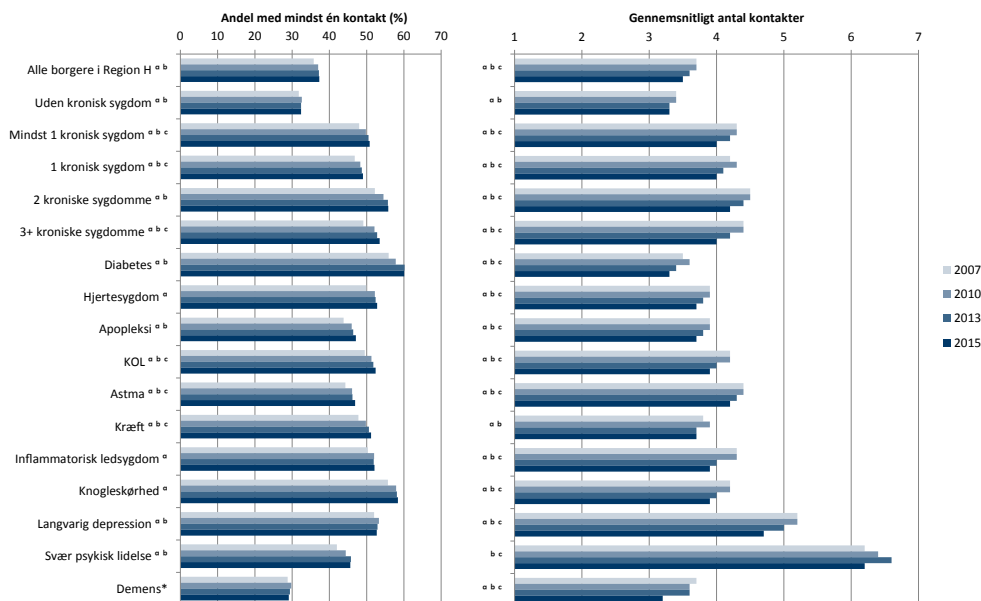 Andel med mindst én kontakt (%)
0 10 20 30 40 50 60 70
Gennemsnitligt antal kontakter
1 2 3 4 5 6 7
Alle borgere i Region H ᵃ ᵇ
ᵃ ᵇ ᶜ
Uden kronisk sygdom ᵃ ᵇ
ᵃ ᵇ
Mindst 1 kronisk sygdom ᵃ ᵇ ᶜ
ᵃ ᵇ ᶜ
1 kronisk sygdom ᵃ ᵇ ᶜ
ᵃ ᵇ ᶜ
2 kroniske sygdomme ᵃ ᵇ
ᵃ ᵇ ᶜ
3+ kroniske sygdomme ᵃ ᵇ ᶜ
ᵃ ᵇ ᶜ
Diabetes ᵃ ᵇ
ᵃ ᵇ ᶜ
Hjertesygdom ᵃ
ᵃ ᵇ ᶜ
Apopleksi ᵃ ᵇ
ᵃ ᵇ ᶜ
KOL ᵃ ᵇ ᶜ
ᵃ ᵇ ᶜ
Astma ᵃ ᵇ ᶜ
ᵃ ᵇ ᶜ
Kræft ᵃ ᵇ ᶜ
ᵃ ᵇ
Inflammatorisk ledsygdom ᵃ
ᵃ ᵇ ᶜ
Knogleskørhed ᵃ
ᵃ ᵇ ᶜ
Langvarig depression ᵃ ᵇ
ᵃ ᵇ ᶜ
Svær psykisk lidelse ᵃ ᵇ
ᵇ ᶜ
Demens*
ᵃ ᵇ ᶜ
2007
2010
2013
2015